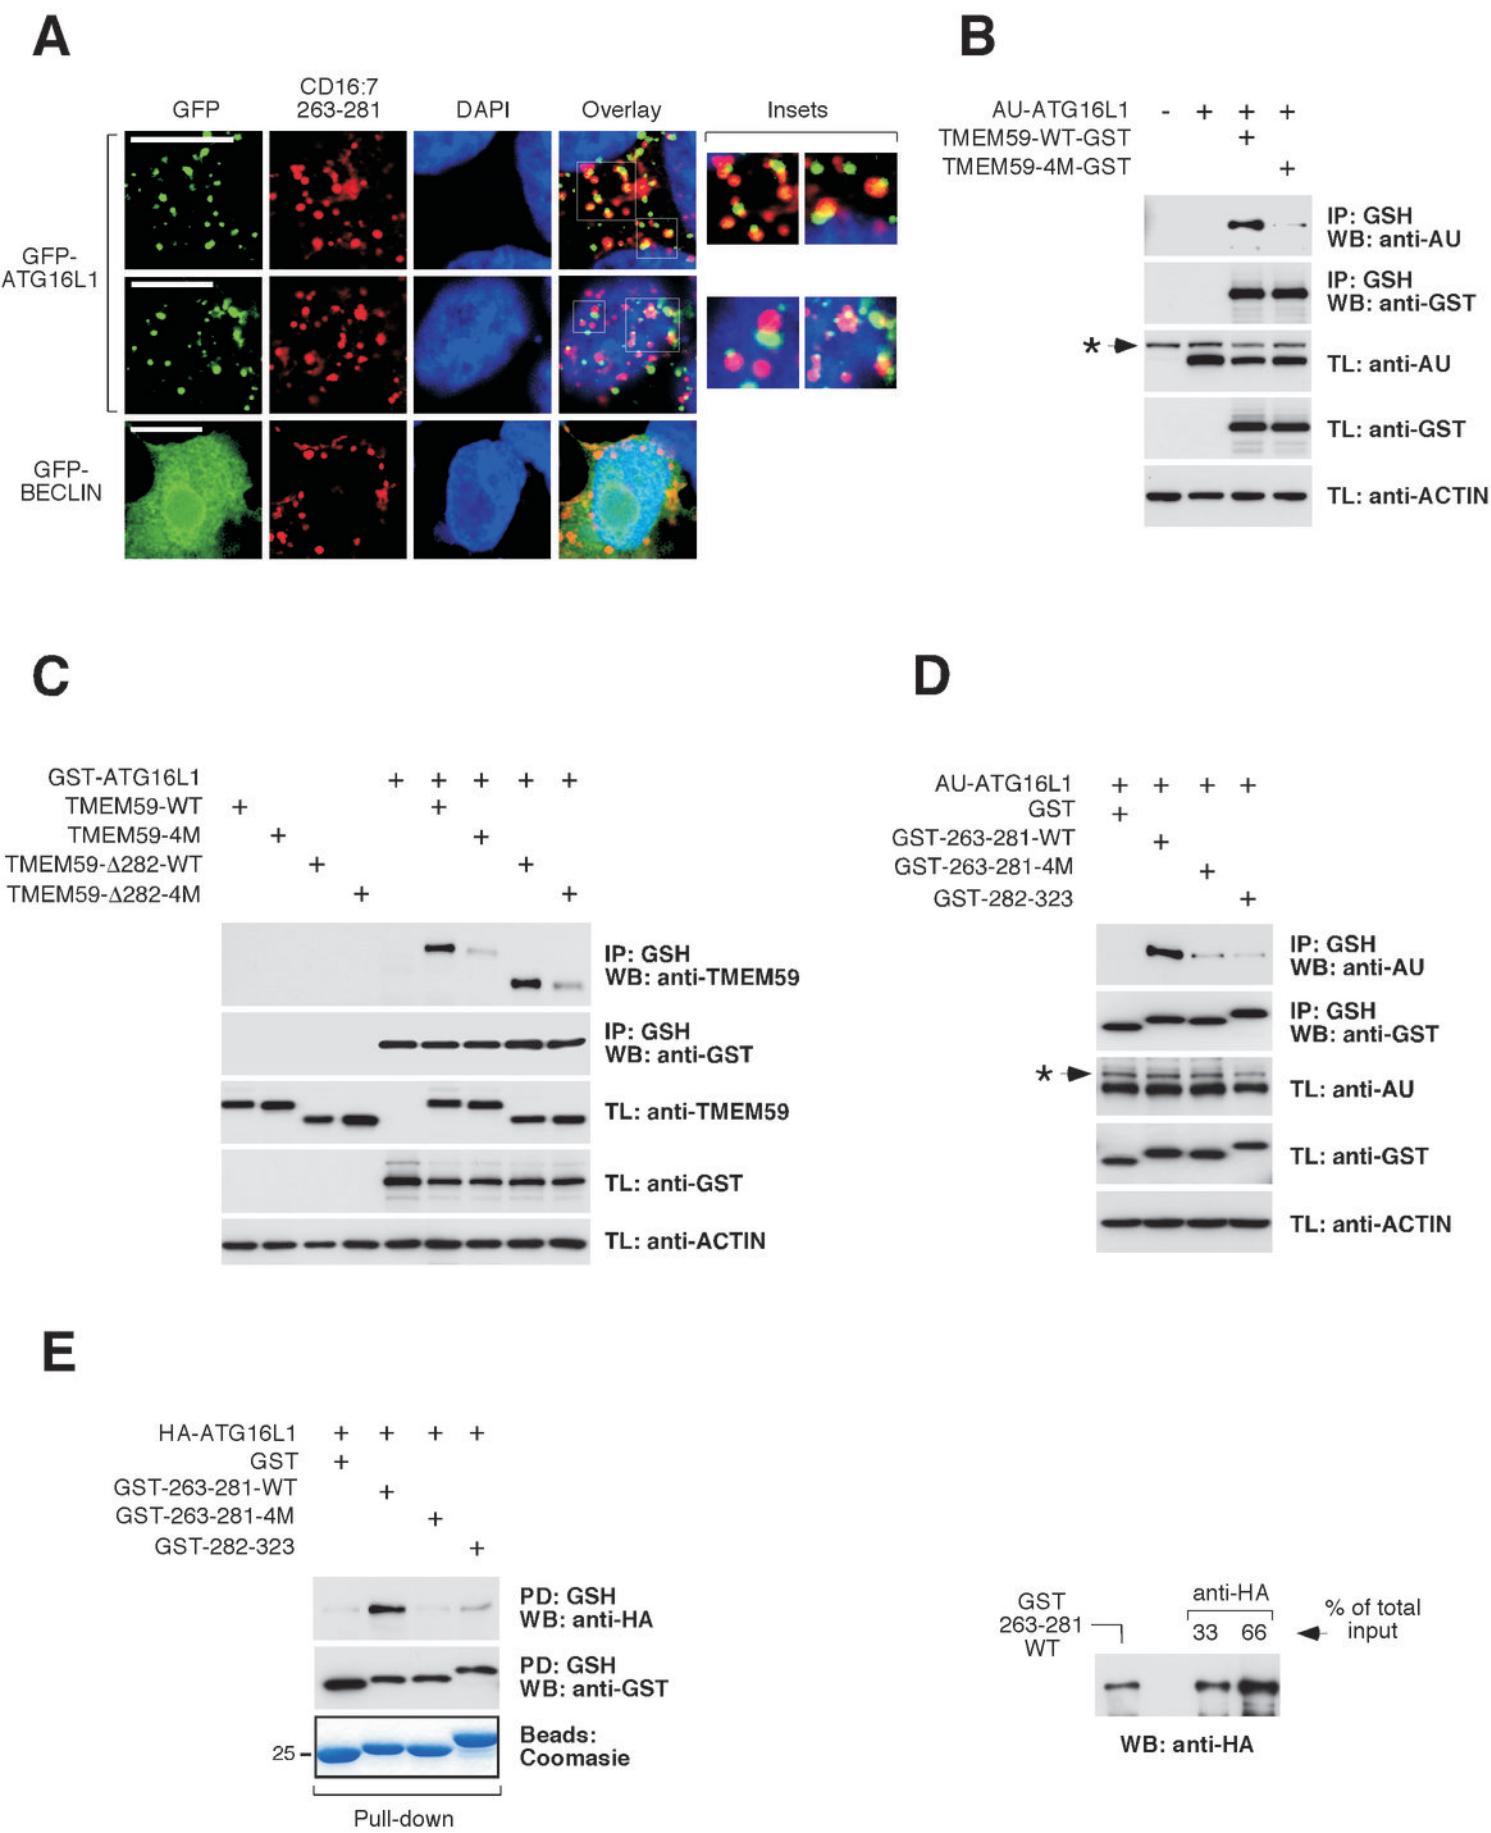 A
GFP
CD16:7
263-281
DAPI
Overlay
Insets
GFP-
ATG16L1
GFP-
BECLIN
B
AU-ATG16L1 - + + +
TMEM59-WT-GST +
TMEM59-4M-GST +
IP: GSH
WB: anti-AU
IP: GSH
WB: anti-GST
*
TL: anti-AU
TL: anti-GST
TL: anti-ACTIN
C
GST-ATG16L1 + + + + +
TMEM59-WT + +
TMEM59-4M + +
TMEM59-Δ282-WT + +
TMEM59-Δ282-4M + +
IP: GSH
WB: anti-TMEM59
IP: GSH
WB: anti-GST
TL: anti-TMEM59
TL: anti-GST
TL: anti-ACTIN
D
AU-ATG16L1 + + + +
GST +
GST-263-281-WT +
GST-263-281-4M +
GST-282-323 +
IP: GSH
WB: anti-AU
IP: GSH
WB: anti-GST
*
TL: anti-AU
TL: anti-GST
TL: anti-ACTIN
E
HA-ATG16L1 + + + +
GST +
GST-263-281-WT +
GST-263-281-4M +
GST-282-323 +
PD: GSH
WB: anti-HA
PD: GSH
WB: anti-GST
25
Beads:
Coomasie
Pull-down
GST
263-281
WT
anti-HA
33 66
% of total
input
WB: anti-HA